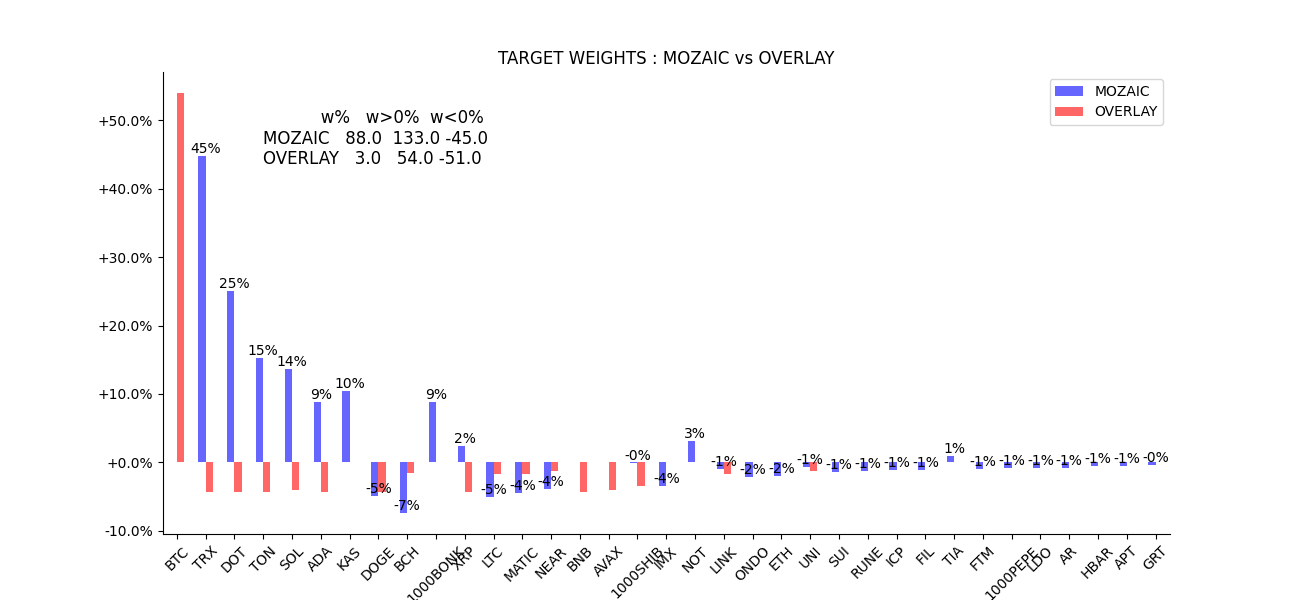 TARGET WEIGHTS : MOZAIC vs OVERLAY
MOZAIC
OVERLAY
w% w>0% w<0%
MOZAIC 88.0 133.0 -45.0
OVERLAY 3.0 54.0 -51.0
+50.0%
+40.0%
+30.0%
+20.0%
+10.0%
+0.0%
-10.0%
45%
25%
15%
14%
9%
10%
-5%
-7%
9%
2%
-5%
-4%
-4%
-0%
-4%
3%
-1%
-2%
-2%
-1%
-1%
-1%
-1%
-1%
1%
-1%
-1%
-1%
-1%
-1%
-1%
-0%
BTC
TRX
DOT
TON
SOL
ADA
KAS
DOGE
BCH
1000BONK
XRP
LTC
MATIC
NEAR
BNB
AVAX
1000SHIB
IMX
NOT
LINK
ONDO
ETH
UNI
SUI
RUNE
ICP
FIL
TIA
FTM
1000PEPE
LDO
AR
HBAR
APT
GRT